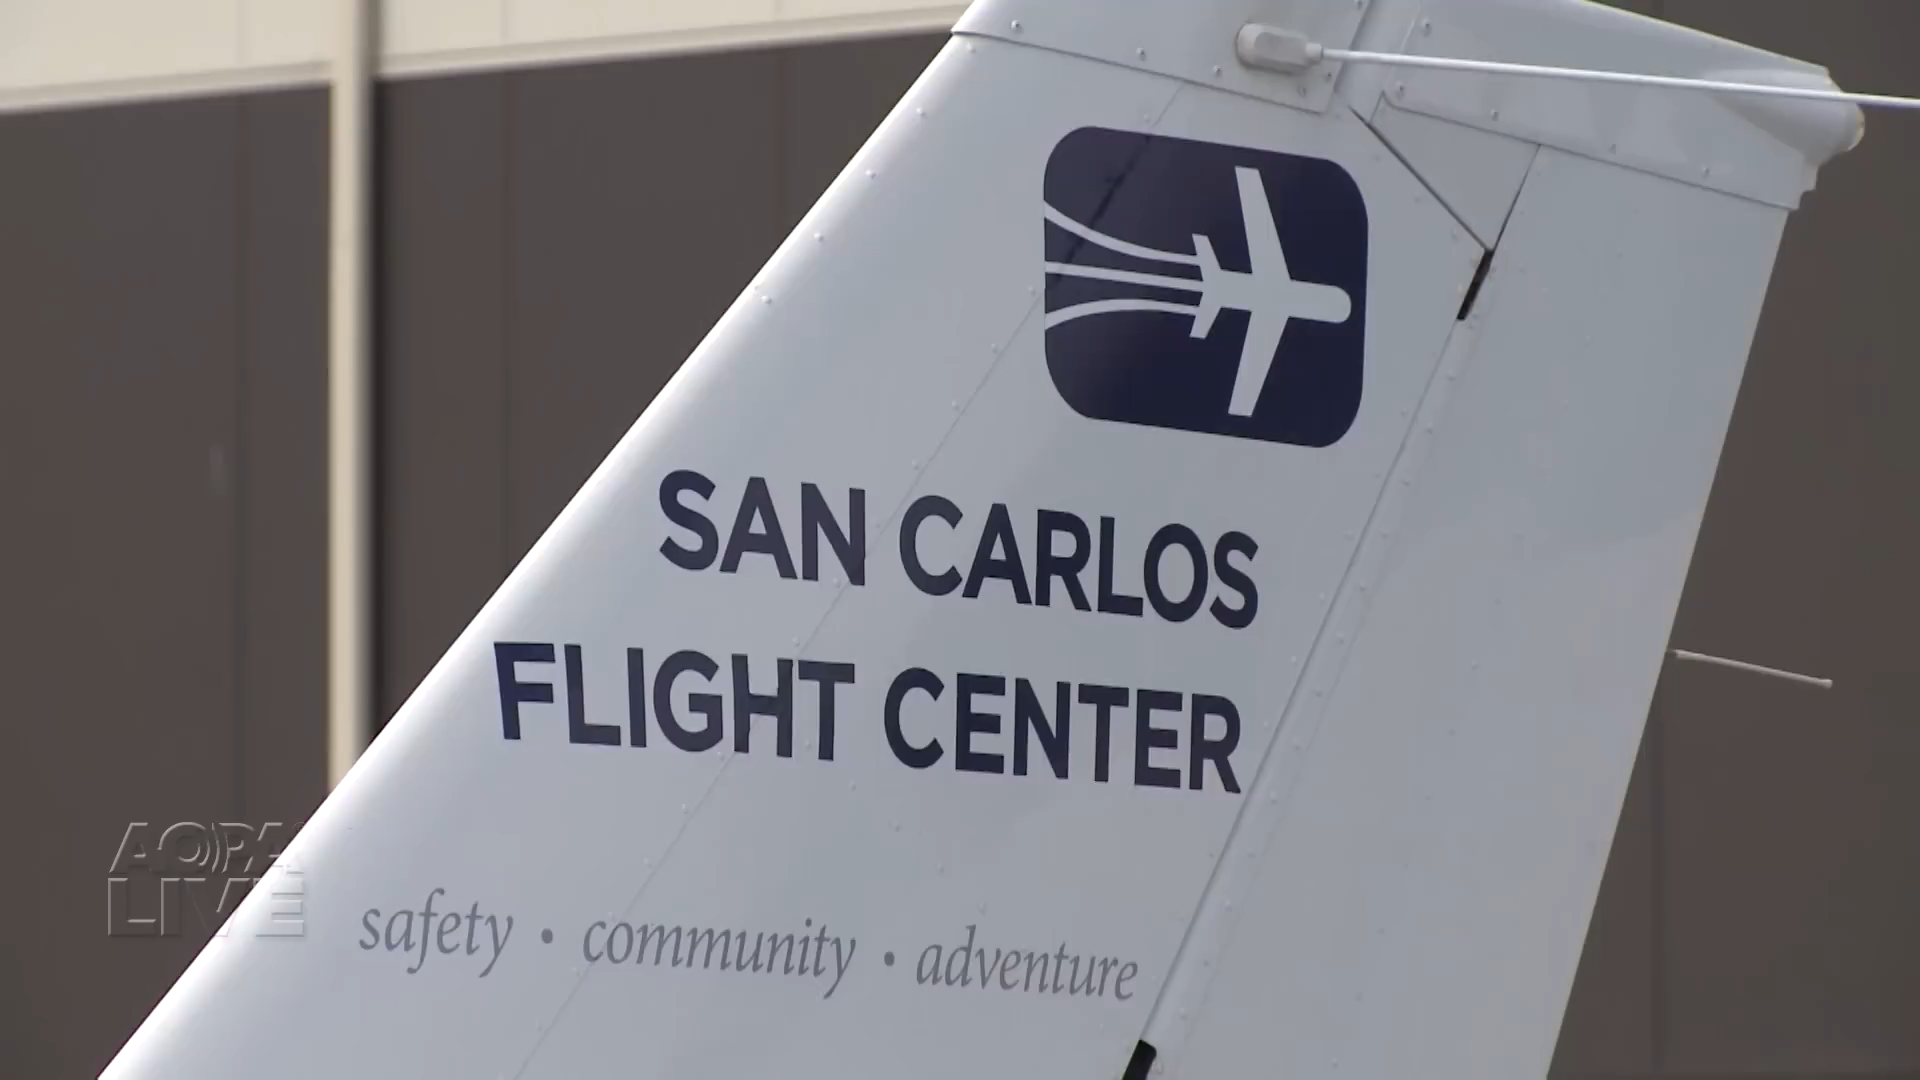 SAN CARLOS
FLIGHT CENTER
safety • community • adventure
AOPA
LIVE